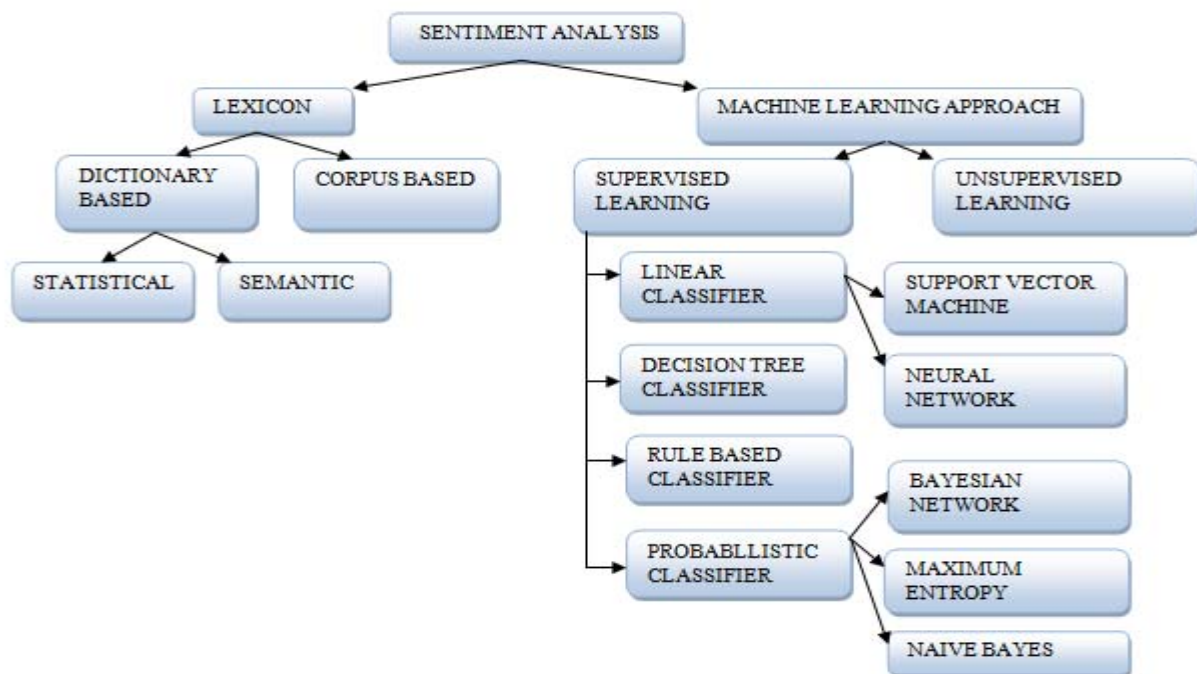 SENTIMENT ANALYSIS
LEXICON
MACHINE LEARNING APPROACH
DICTIONARY
BASED
CORPUS BASED
SUPERVISED
LEARNING
UNSUPERVISED
LEARNING
STATISTICAL
SEMANTIC
LINEAR
CLASSIFIER
SUPPORT VECTOR
MACHINE
DECISION TREE
CLASSIFIER
NEURAL
NETWORK
RULE BASED
CLASSIFIER
BAYESIAN
NETWORK
PROBABLLISTIC
CLASSIFIER
MAXIMUM
ENTROPY
NAIVE BAYES